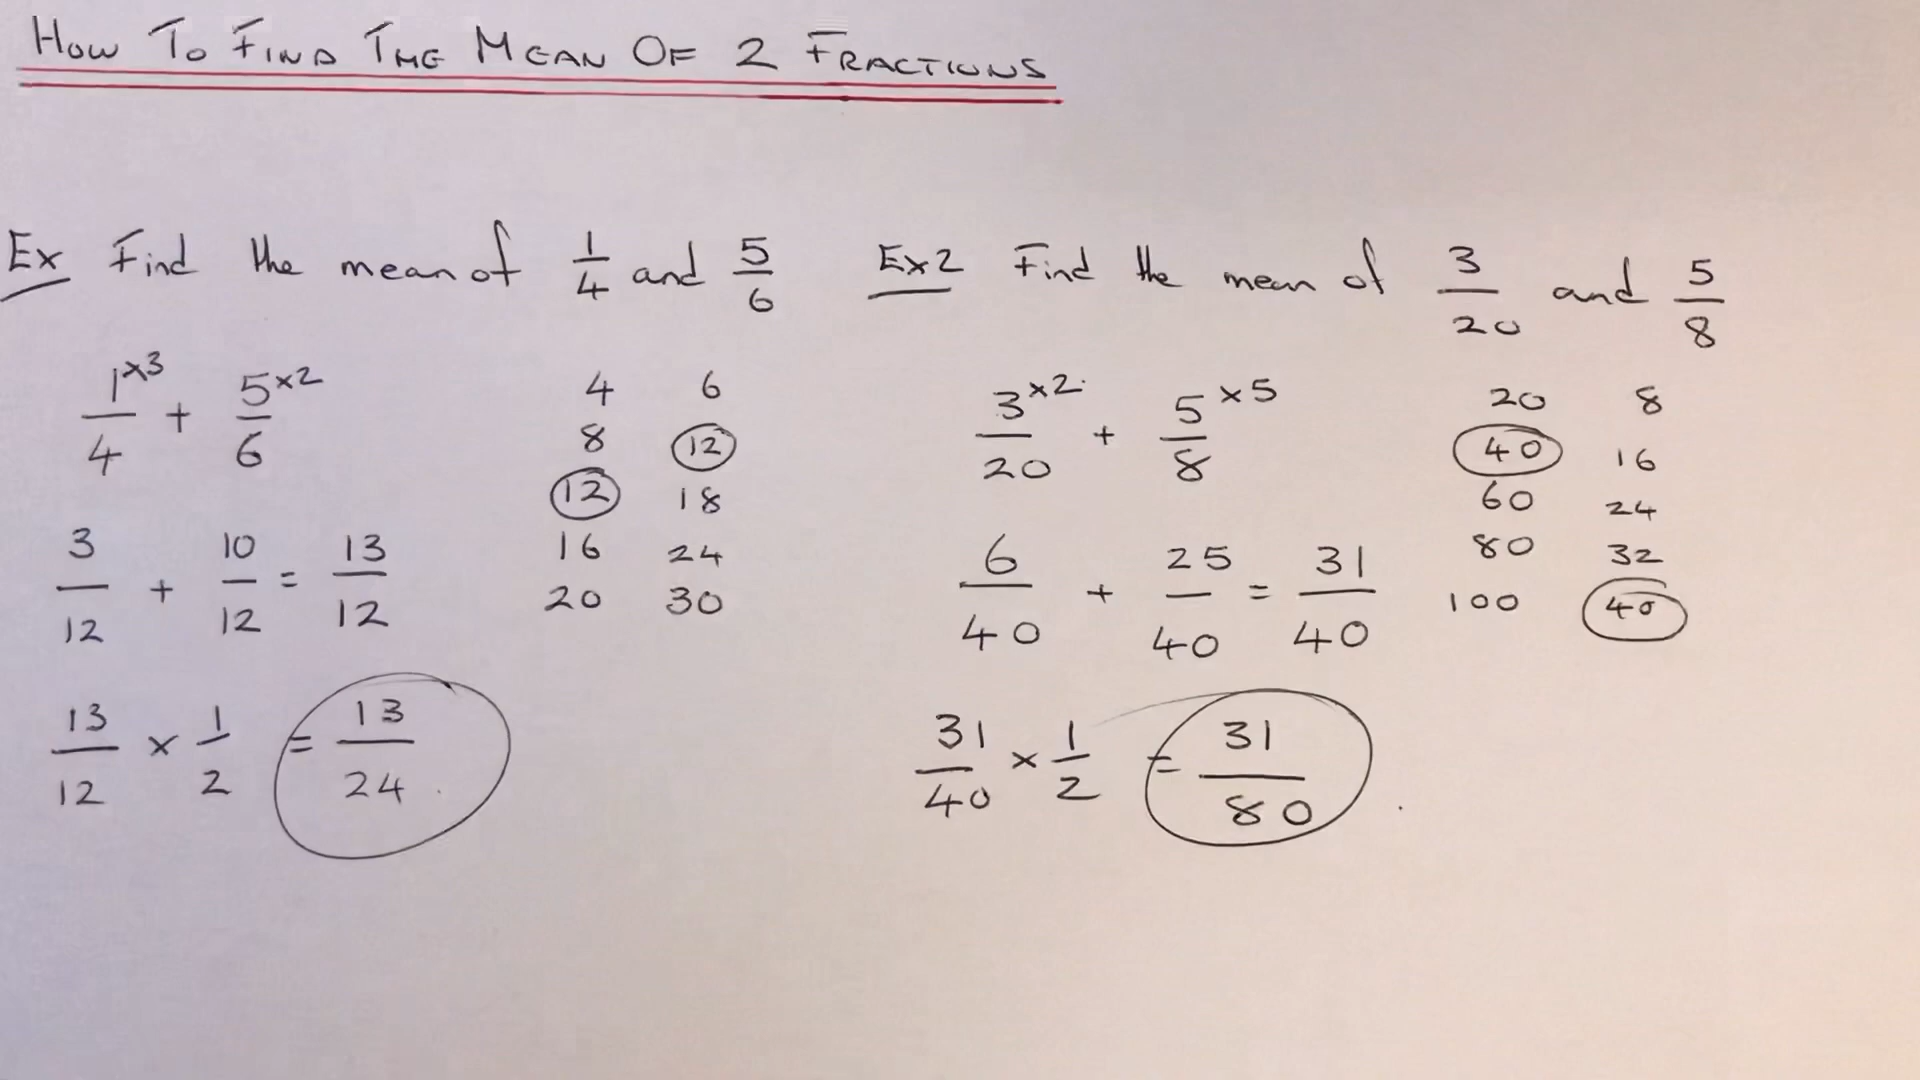 How To Find The Mean Of 2 Fractions
Ex Find the mean of 1/4 and 5/6
1×3/4 + 5×2/6
3/12 + 10/12 = 13/12
13/12 × 1/2 = 13/24
4 6
8 12
12 18
16 24
20 30
Ex2 Find the mean of 3/20 and 5/8
3×2/20 + 5×5/8
6/40 + 25/40 = 31/40
31/40 × 1/2 = 31/80
20 8
40 16
60 24
80 32
100 40